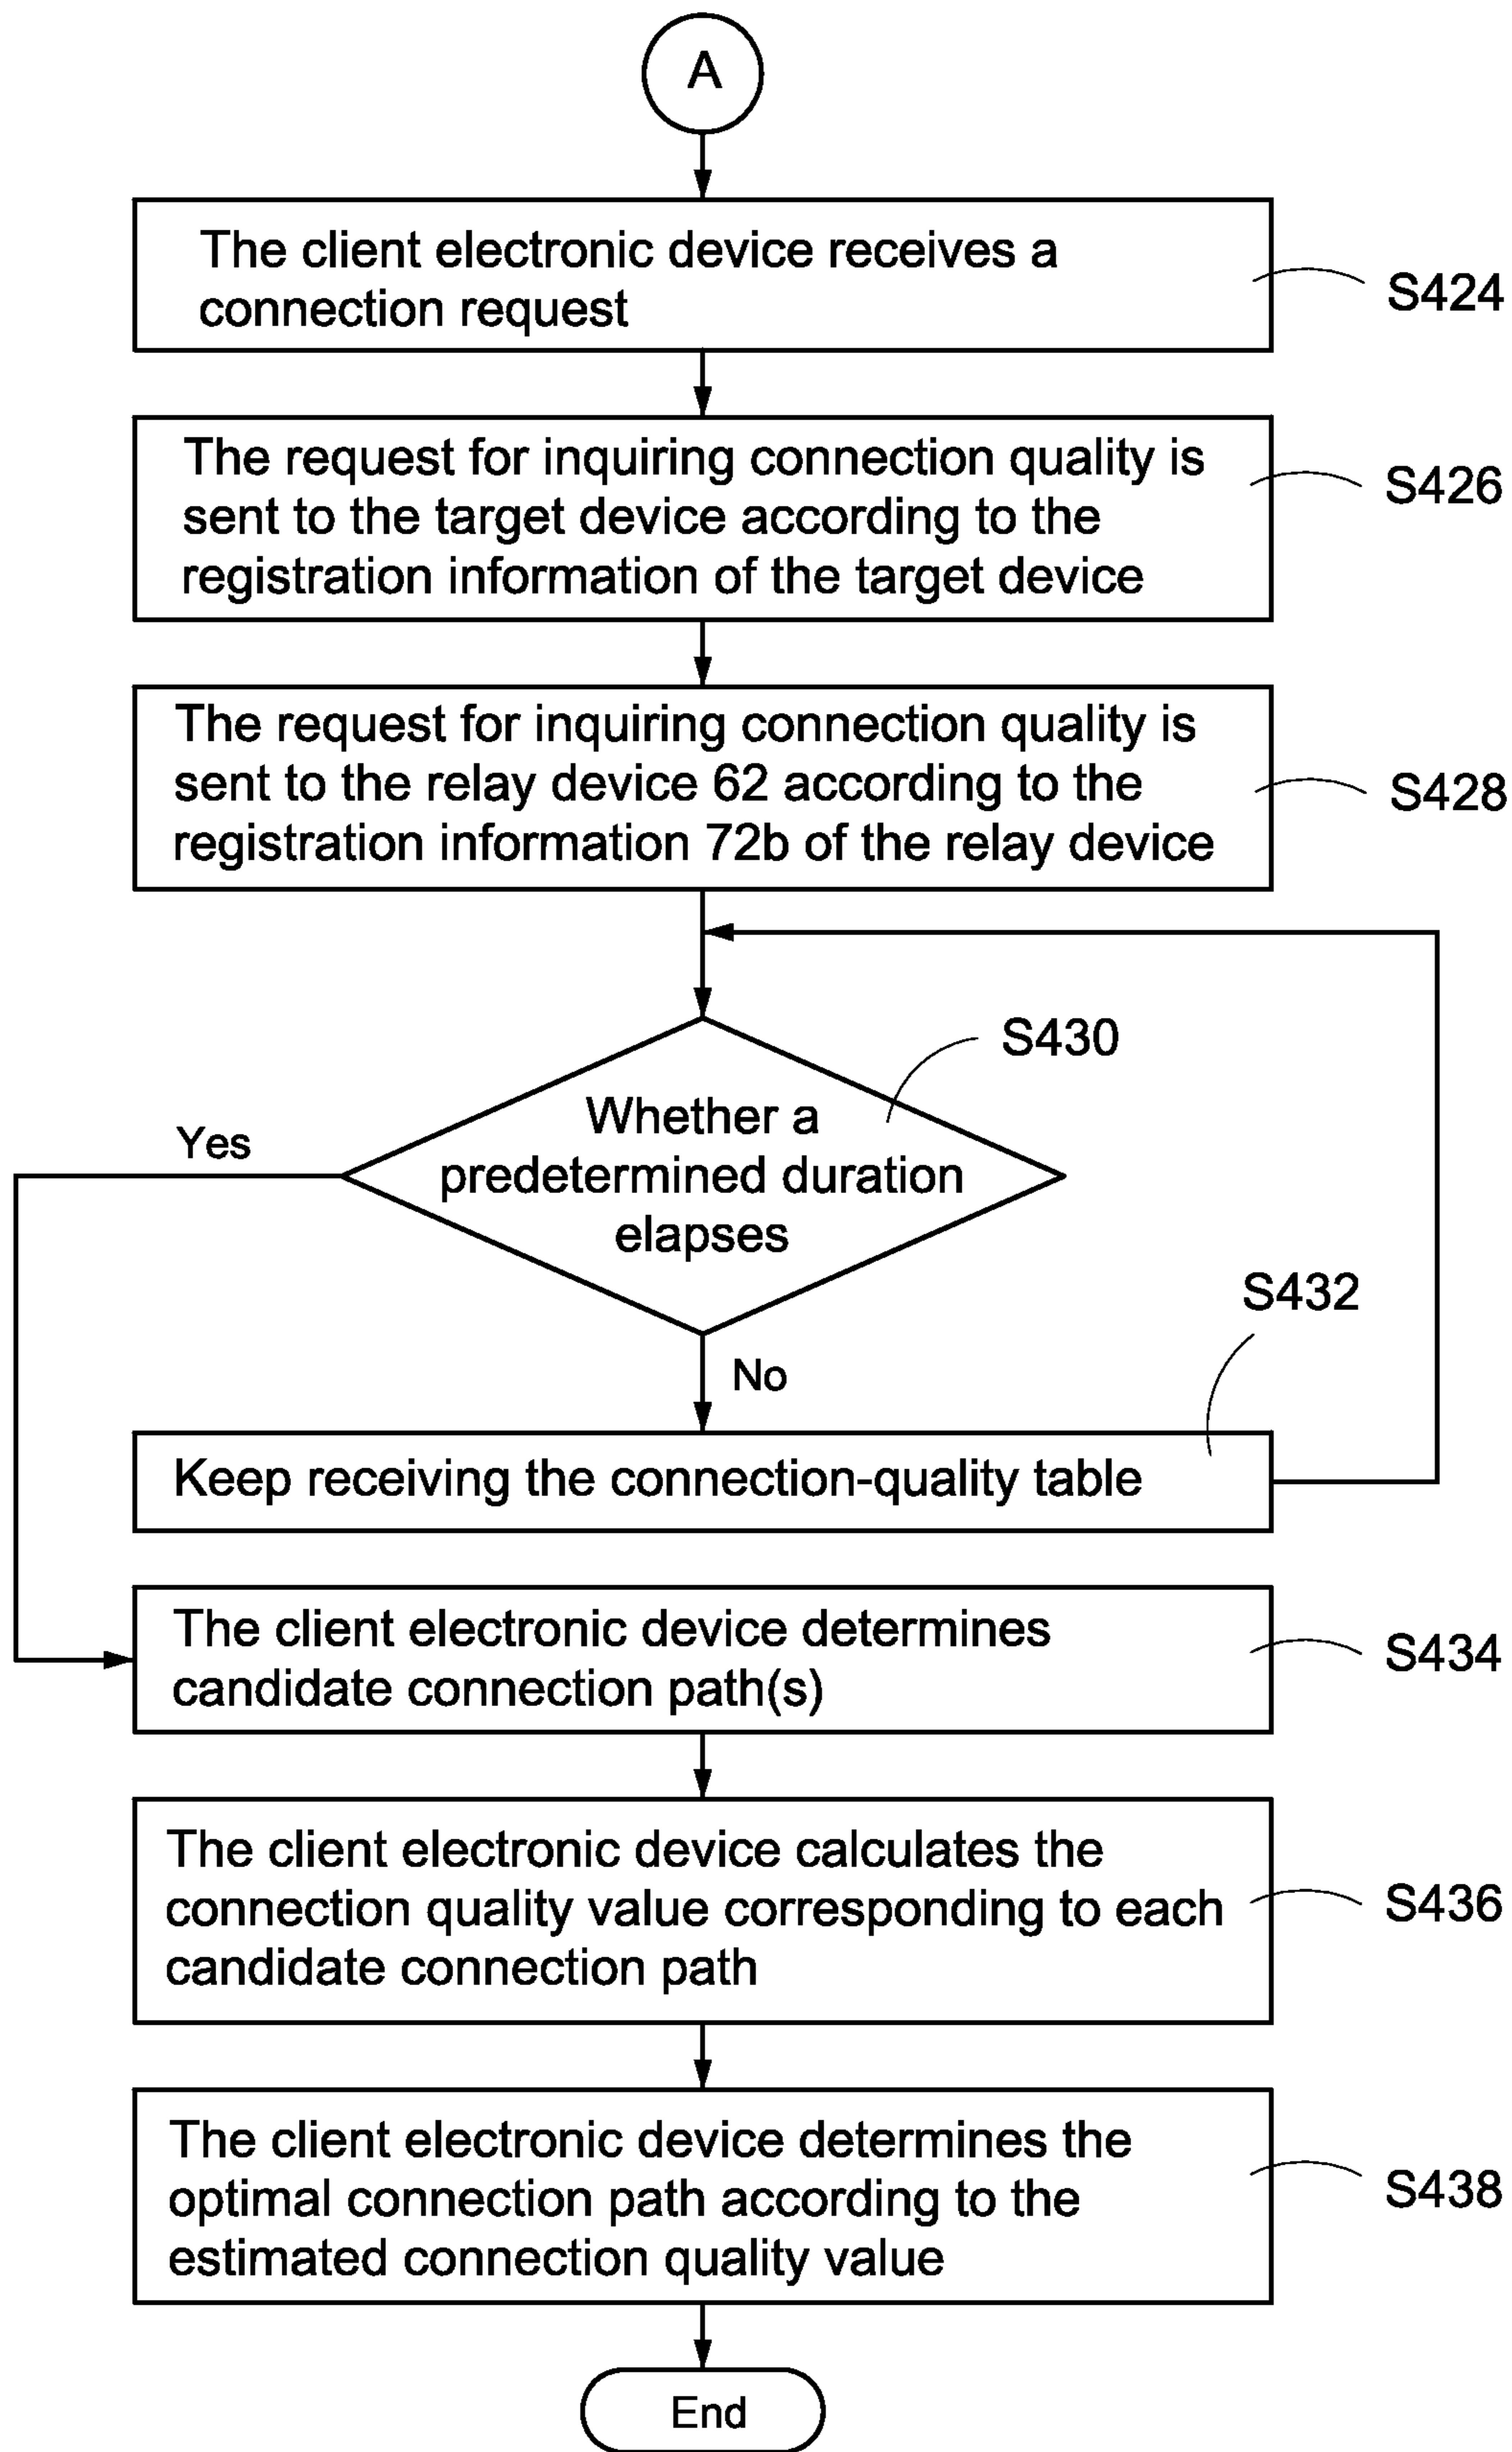 A
The client electronic device receives a
connection request
S424
The request for inquiring connection quality is
sent to the target device according to the
registration information of the target device
S426
The request for inquiring connection quality is
sent to the relay device 62 according to the
registration information 72b of the relay device
S428
S430
Whether a
predetermined duration
elapses
Yes
No
S432
Keep receiving the connection-quality table
The client electronic device determines
candidate connection path(s)
S434
The client electronic device calculates the
connection quality value corresponding to each
candidate connection path
S436
The client electronic device determines the
optimal connection path according to the
estimated connection quality value
S438
End